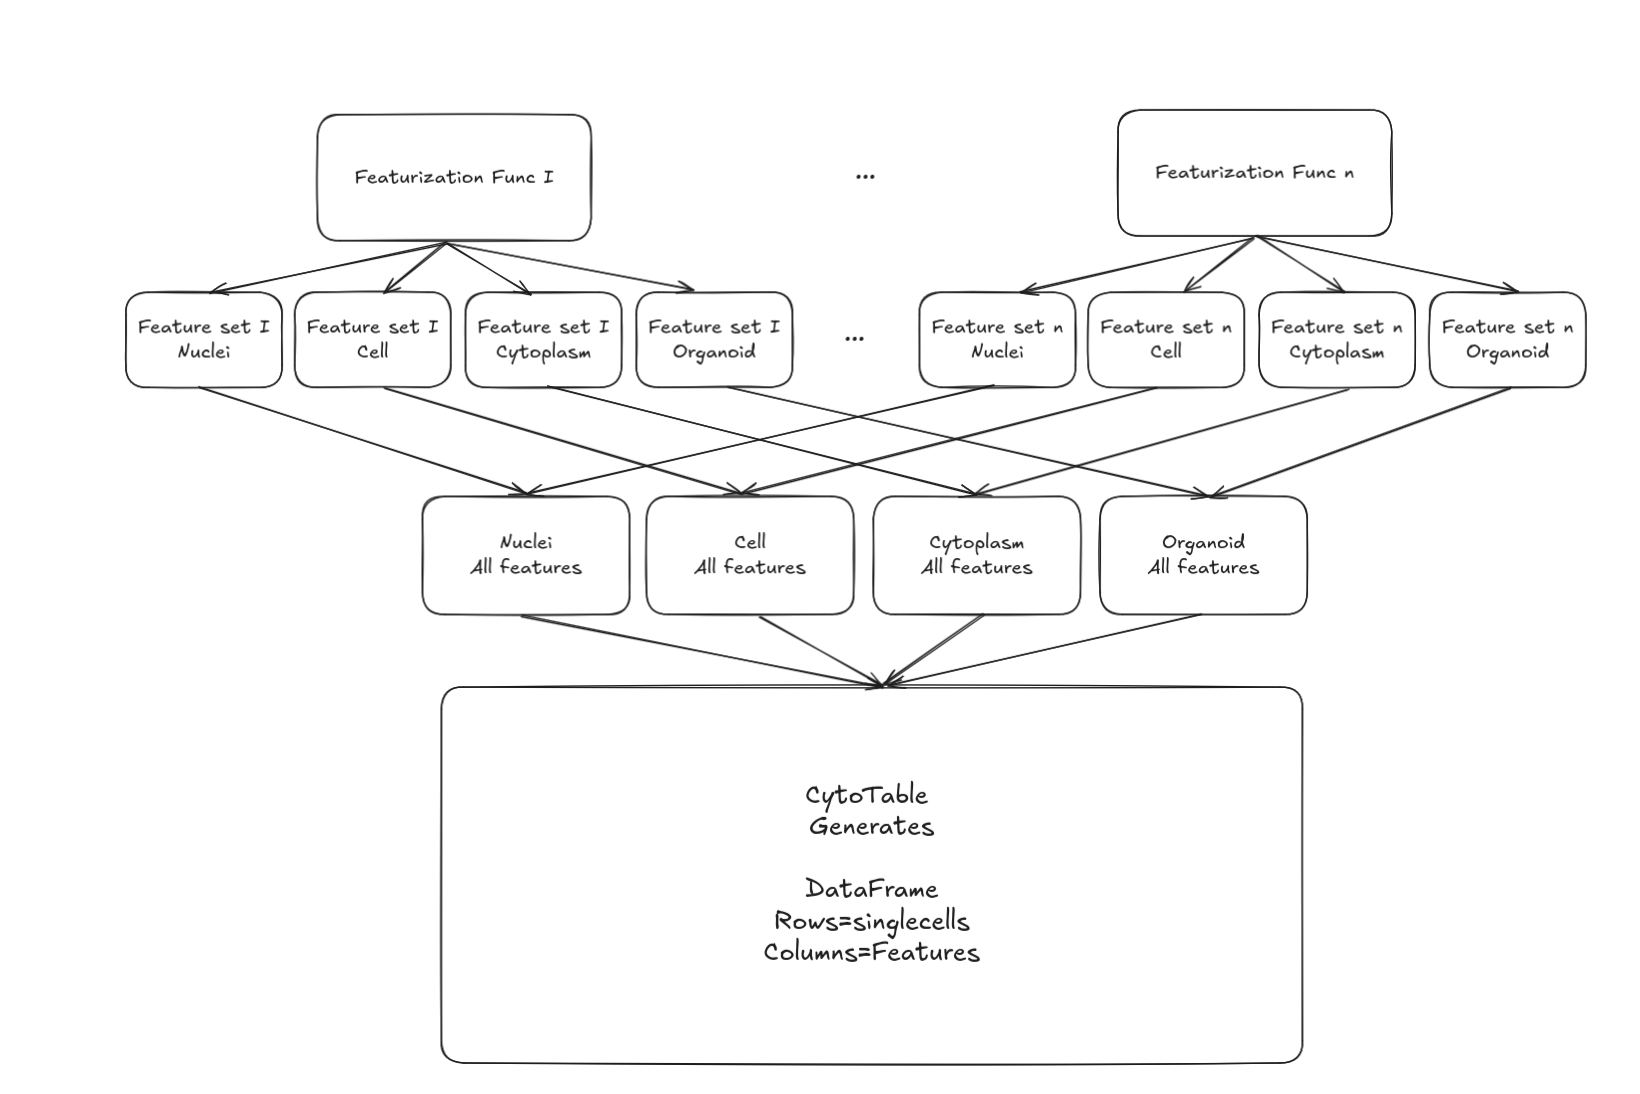 Featurization Func I
...
Featurization Func n
Feature set I
Nuclei
Feature set I
Cell
Feature set I
Cytoplasm
Feature set I
Organoid
...
Feature set n
Nuclei
Feature set n
Cell
Feature set n
Cytoplasm
Feature set n
Organoid
Nuclei
All features
Cell
All features
Cytoplasm
All features
Organoid
All features
CytoTable
Generates
DataFrame
Rows=singlecells
Columns=Features